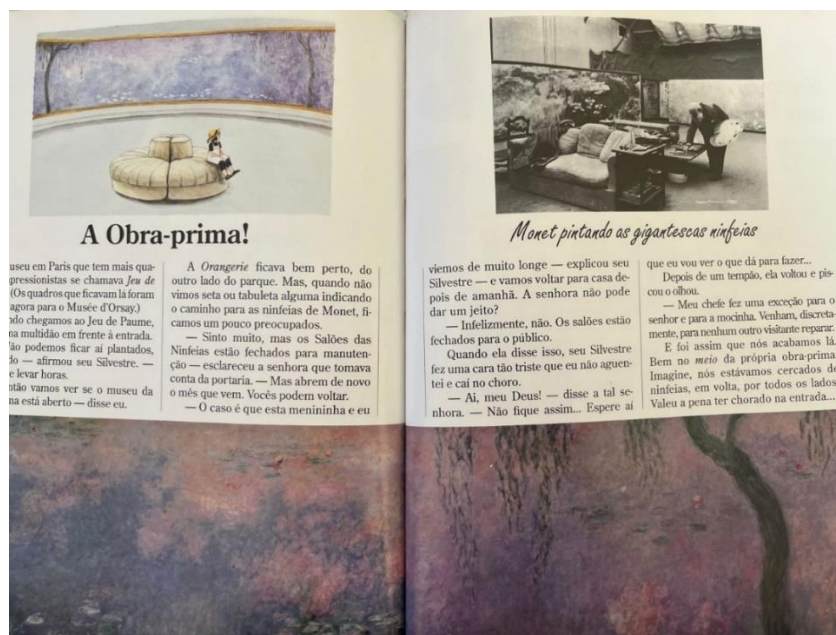 A Obra-prima!
useu em Paris que tem mais qua-
pressionistas se chamava Jeu de
(Os quadros que ficavam lá foram
agora para o Musée d'Orsay.)
ndo chegamos ao Jeu de Paume,
na multidão em frente à entrada.
ão podemos ficar aí plantados,
do — afirmou seu Silvestre. —
e levar horas.
ntão vamos ver se o museu da
na está aberto — disse eu.
A Orangerie ficava bem perto, do
outro lado do parque. Mas, quando não
vimos seta ou tabuleta alguma indicando
o caminho para as ninfeias de Monet, fi-
camos um pouco preocupados.
— Sinto muito, mas os Salões das
Ninfeias estão fechados para manuten-
ção — esclareceu a senhora que tomava
conta da portaria. — Mas abrem de novo
o mês que vem. Vocês podem voltar.
— O caso é que esta menininha e eu
Monet pintando as gigantescas ninfeias
viemos de muito longe — explicou seu
Silvestre — e vamos voltar para casa de-
pois de amanhã. A senhora não pode
dar um jeito?
— Infelizmente, não. Os salões estão
fechados para o público.
Quando ela disse isso, seu Silvestre
fez uma cara tão triste que eu não aguen-
tei e caí no choro.
— Ai, meu Deus! — disse a tal se-
nhora. — Não fique assim... Espere aí
que eu vou ver o que dá para fazer...
Depois de um tempão, ela voltou e pis-
cou o olho.
— Meu chefe fez uma exceção para o
senhor e para a mocinha. Venham, discreta-
mente, para nenhum outro visitante reparar.
E foi assim que nós acabamos lá.
Bem no meio da própria obra-prima
Imagine, nós estávamos cercados de
ninfeias, em volta, por todos os lados
Valeu a pena ter chorado na entrada...